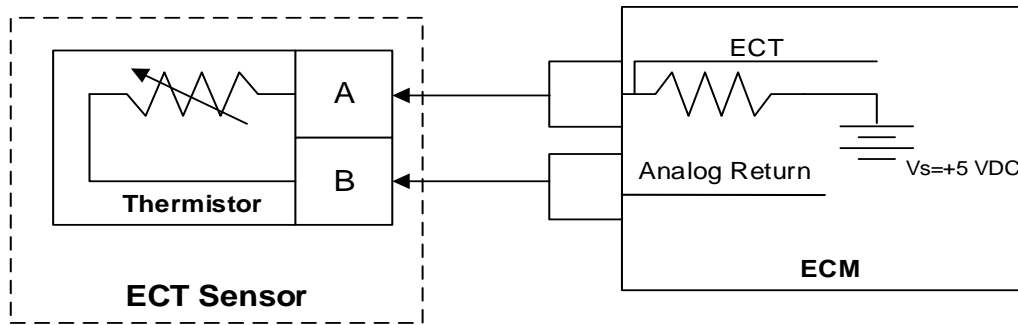 ECT
A
B
Thermistor
ECT Sensor
Analog Return
Vs=+5 VDC
ECM